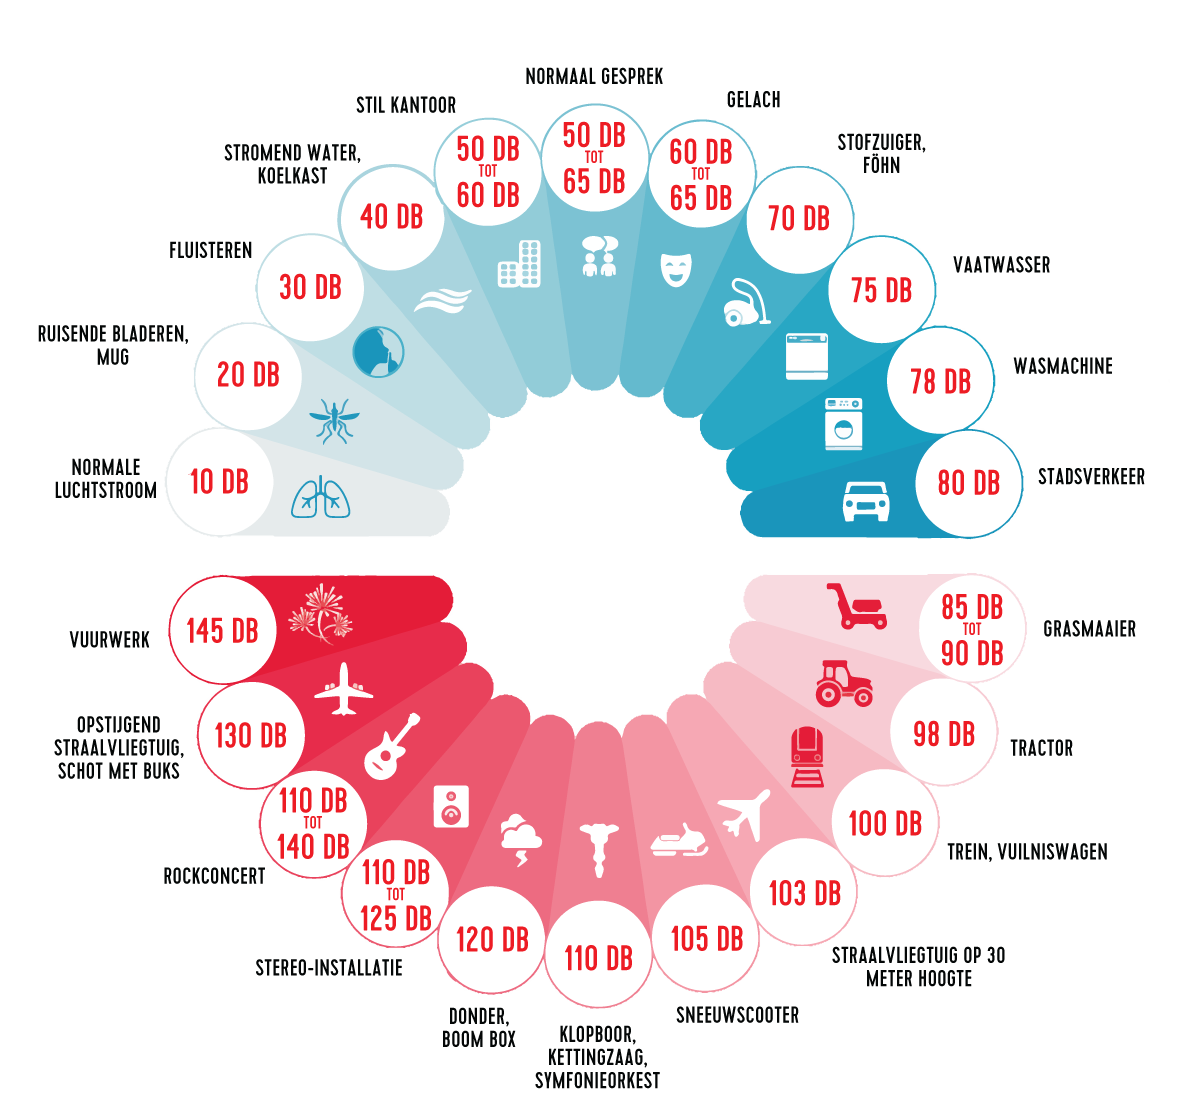 NORMALE
LUCHTSTROOM
10 DB
RUISENDE BLADEREN,
MUG
20 DB
FLUISTEREN
30 DB
STROMEND WATER,
KOELKAST
40 DB
STIL KANTOOR
50 DB
TOT
60 DB
NORMAAL GESPREK
50 DB
TOT
65 DB
GELACH
60 DB
TOT
65 DB
STOFZUIGER,
FÖHN
70 DB
VAATWASSER
75 DB
WASMACHINE
78 DB
STADSVERKEER
80 DB
GRASMAAIER
85 DB
TOT
90 DB
TRACTOR
98 DB
TREIN, VUILNISWAGEN
100 DB
STRAALVLIEGTUIG OP 30
METER HOOGTE
103 DB
SNEEUWSCOOTER
105 DB
KLOPBOOR,
KETTINGZAAG,
SYMFONIEORKEST
110 DB
DONDER,
BOOM BOX
120 DB
STEREO-INSTALLATIE
110 DB
TOT
125 DB
ROCKCONCERT
110 DB
TOT
140 DB
OPSTIJGEND
STRAALVLIEGTUIG,
SCHOT MET BUKS
130 DB
VUURWERK
145 DB